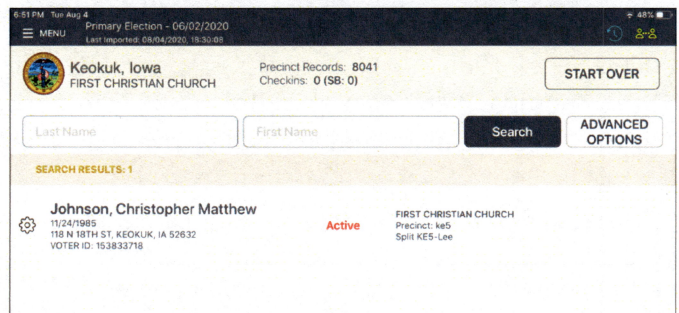 6:51 PM Tue Aug 4
48%
MENU
Primary Election - 06/02/2020
Last Imported: 08/04/2020, 18:30:08
Keokuk, Iowa
FIRST CHRISTIAN CHURCH
Precinct Records: 8041
Checkins: 0 (SB: 0)
START OVER
Last Name
First Name
Search
ADVANCED
OPTIONS
SEARCH RESULTS: 1
Johnson, Christopher Matthew
11/24/1985
118 N 18TH ST, KEOKUK, IA 52632
VOTER ID: 153833718
Active
FIRST CHRISTIAN CHURCH
Precinct: ke5
Split KE5-Lee